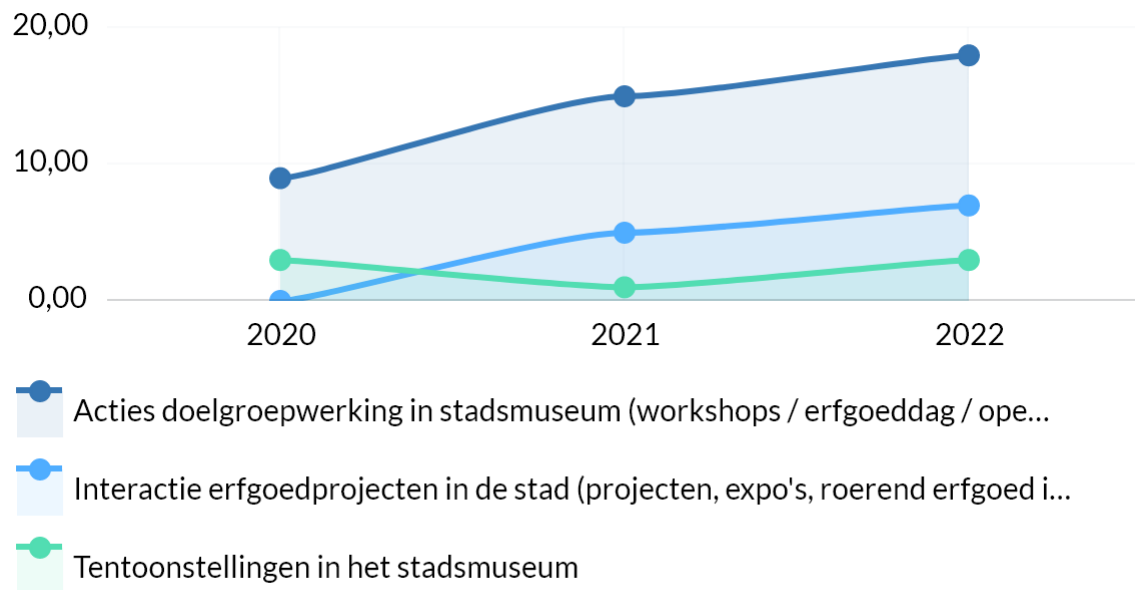 20,00
10,00
0,00
2020 2021 2022
Acties doelgroepwerking in stadsmuseum (workshops / erfgoeddag / ope...
Interactie erfgoedprojecten in de stad (projecten, expo's, roerend erfgoed i...
Tentoonstellingen in het stadsmuseum